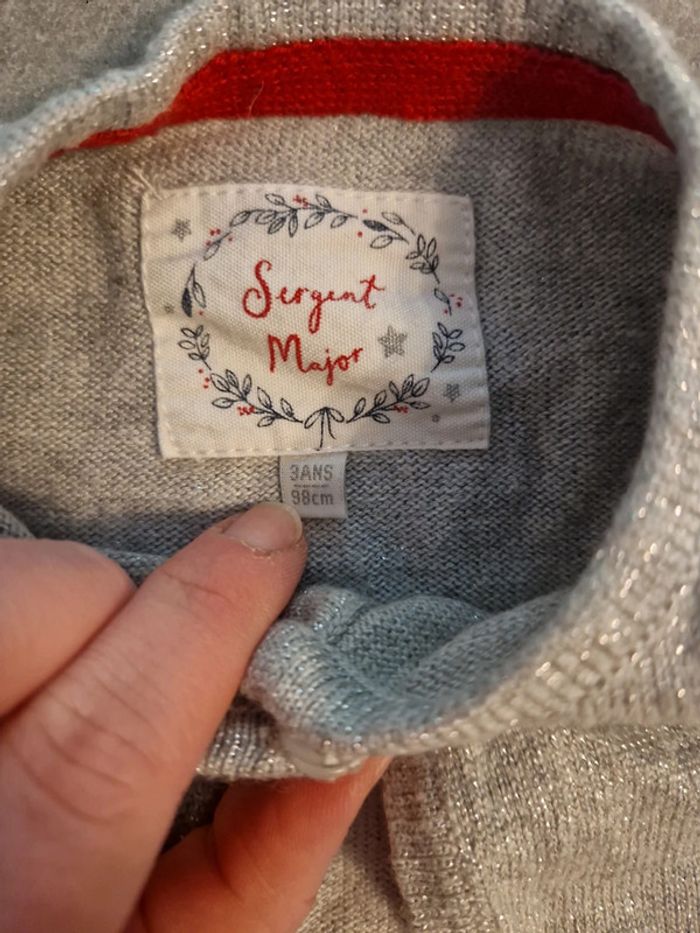 Sergent
Major
3ANS
98cm